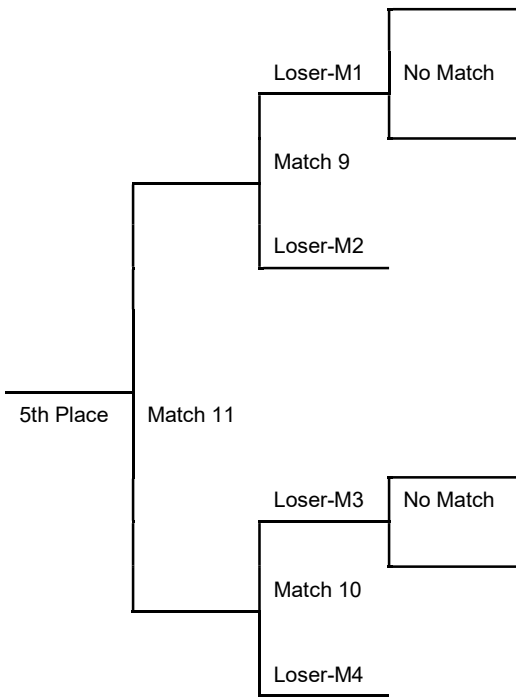 Loser-M1 No Match
Match 9
Loser-M2
5th Place Match 11
Loser-M3 No Match
Match 10
Loser-M4